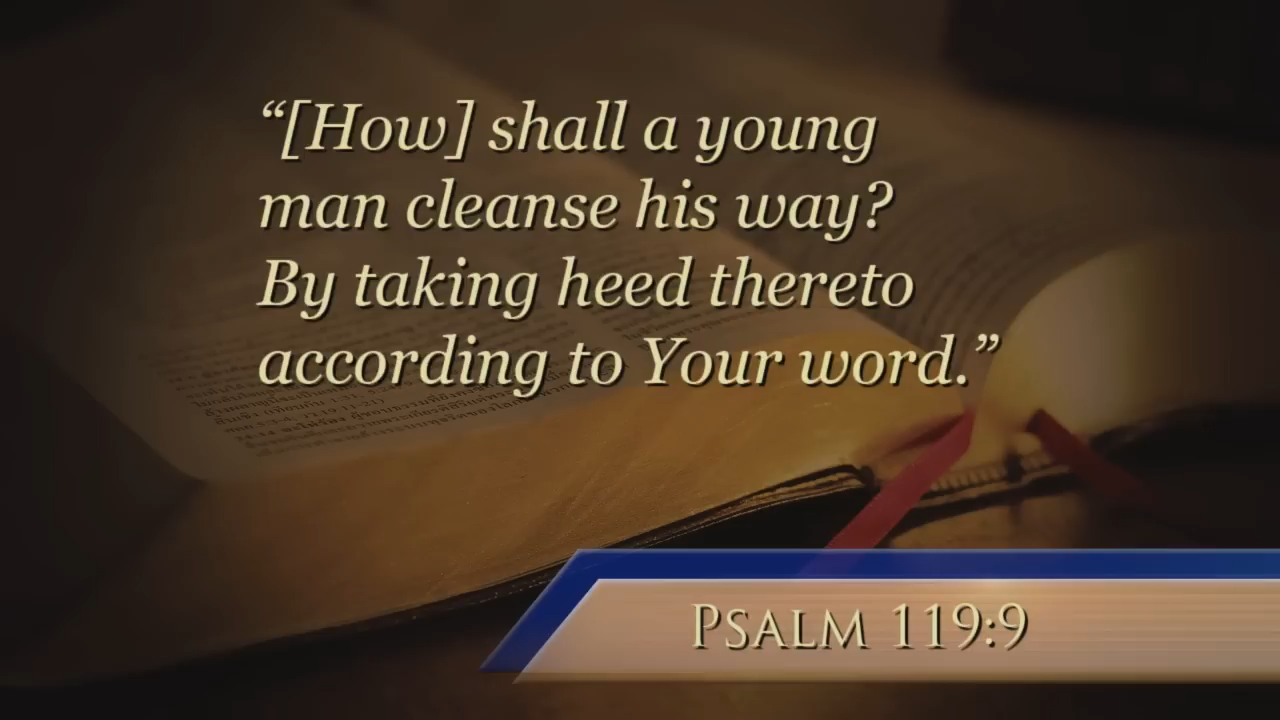 “[How] shall a young
man cleanse his way?
By taking heed thereto
according to Your word.”
PSALM 119:9